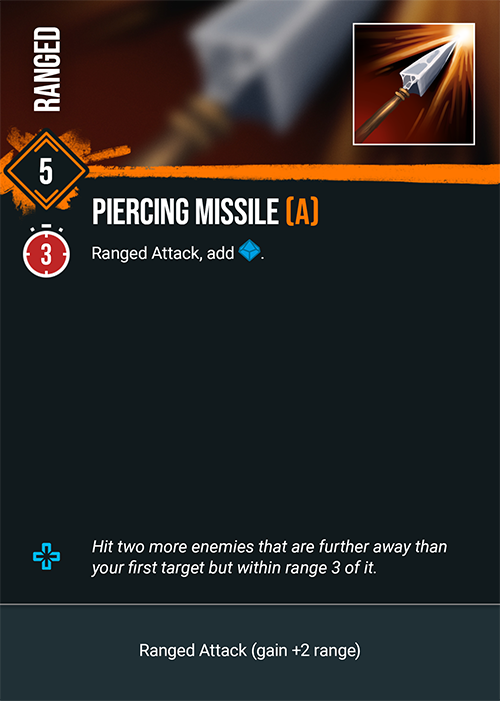 RANGED
5
PIERCING MISSILE (A)
3
Ranged Attack, add .
Hit two more enemies that are further away than
your first target but within range 3 of it.
Ranged Attack (gain +2 range)